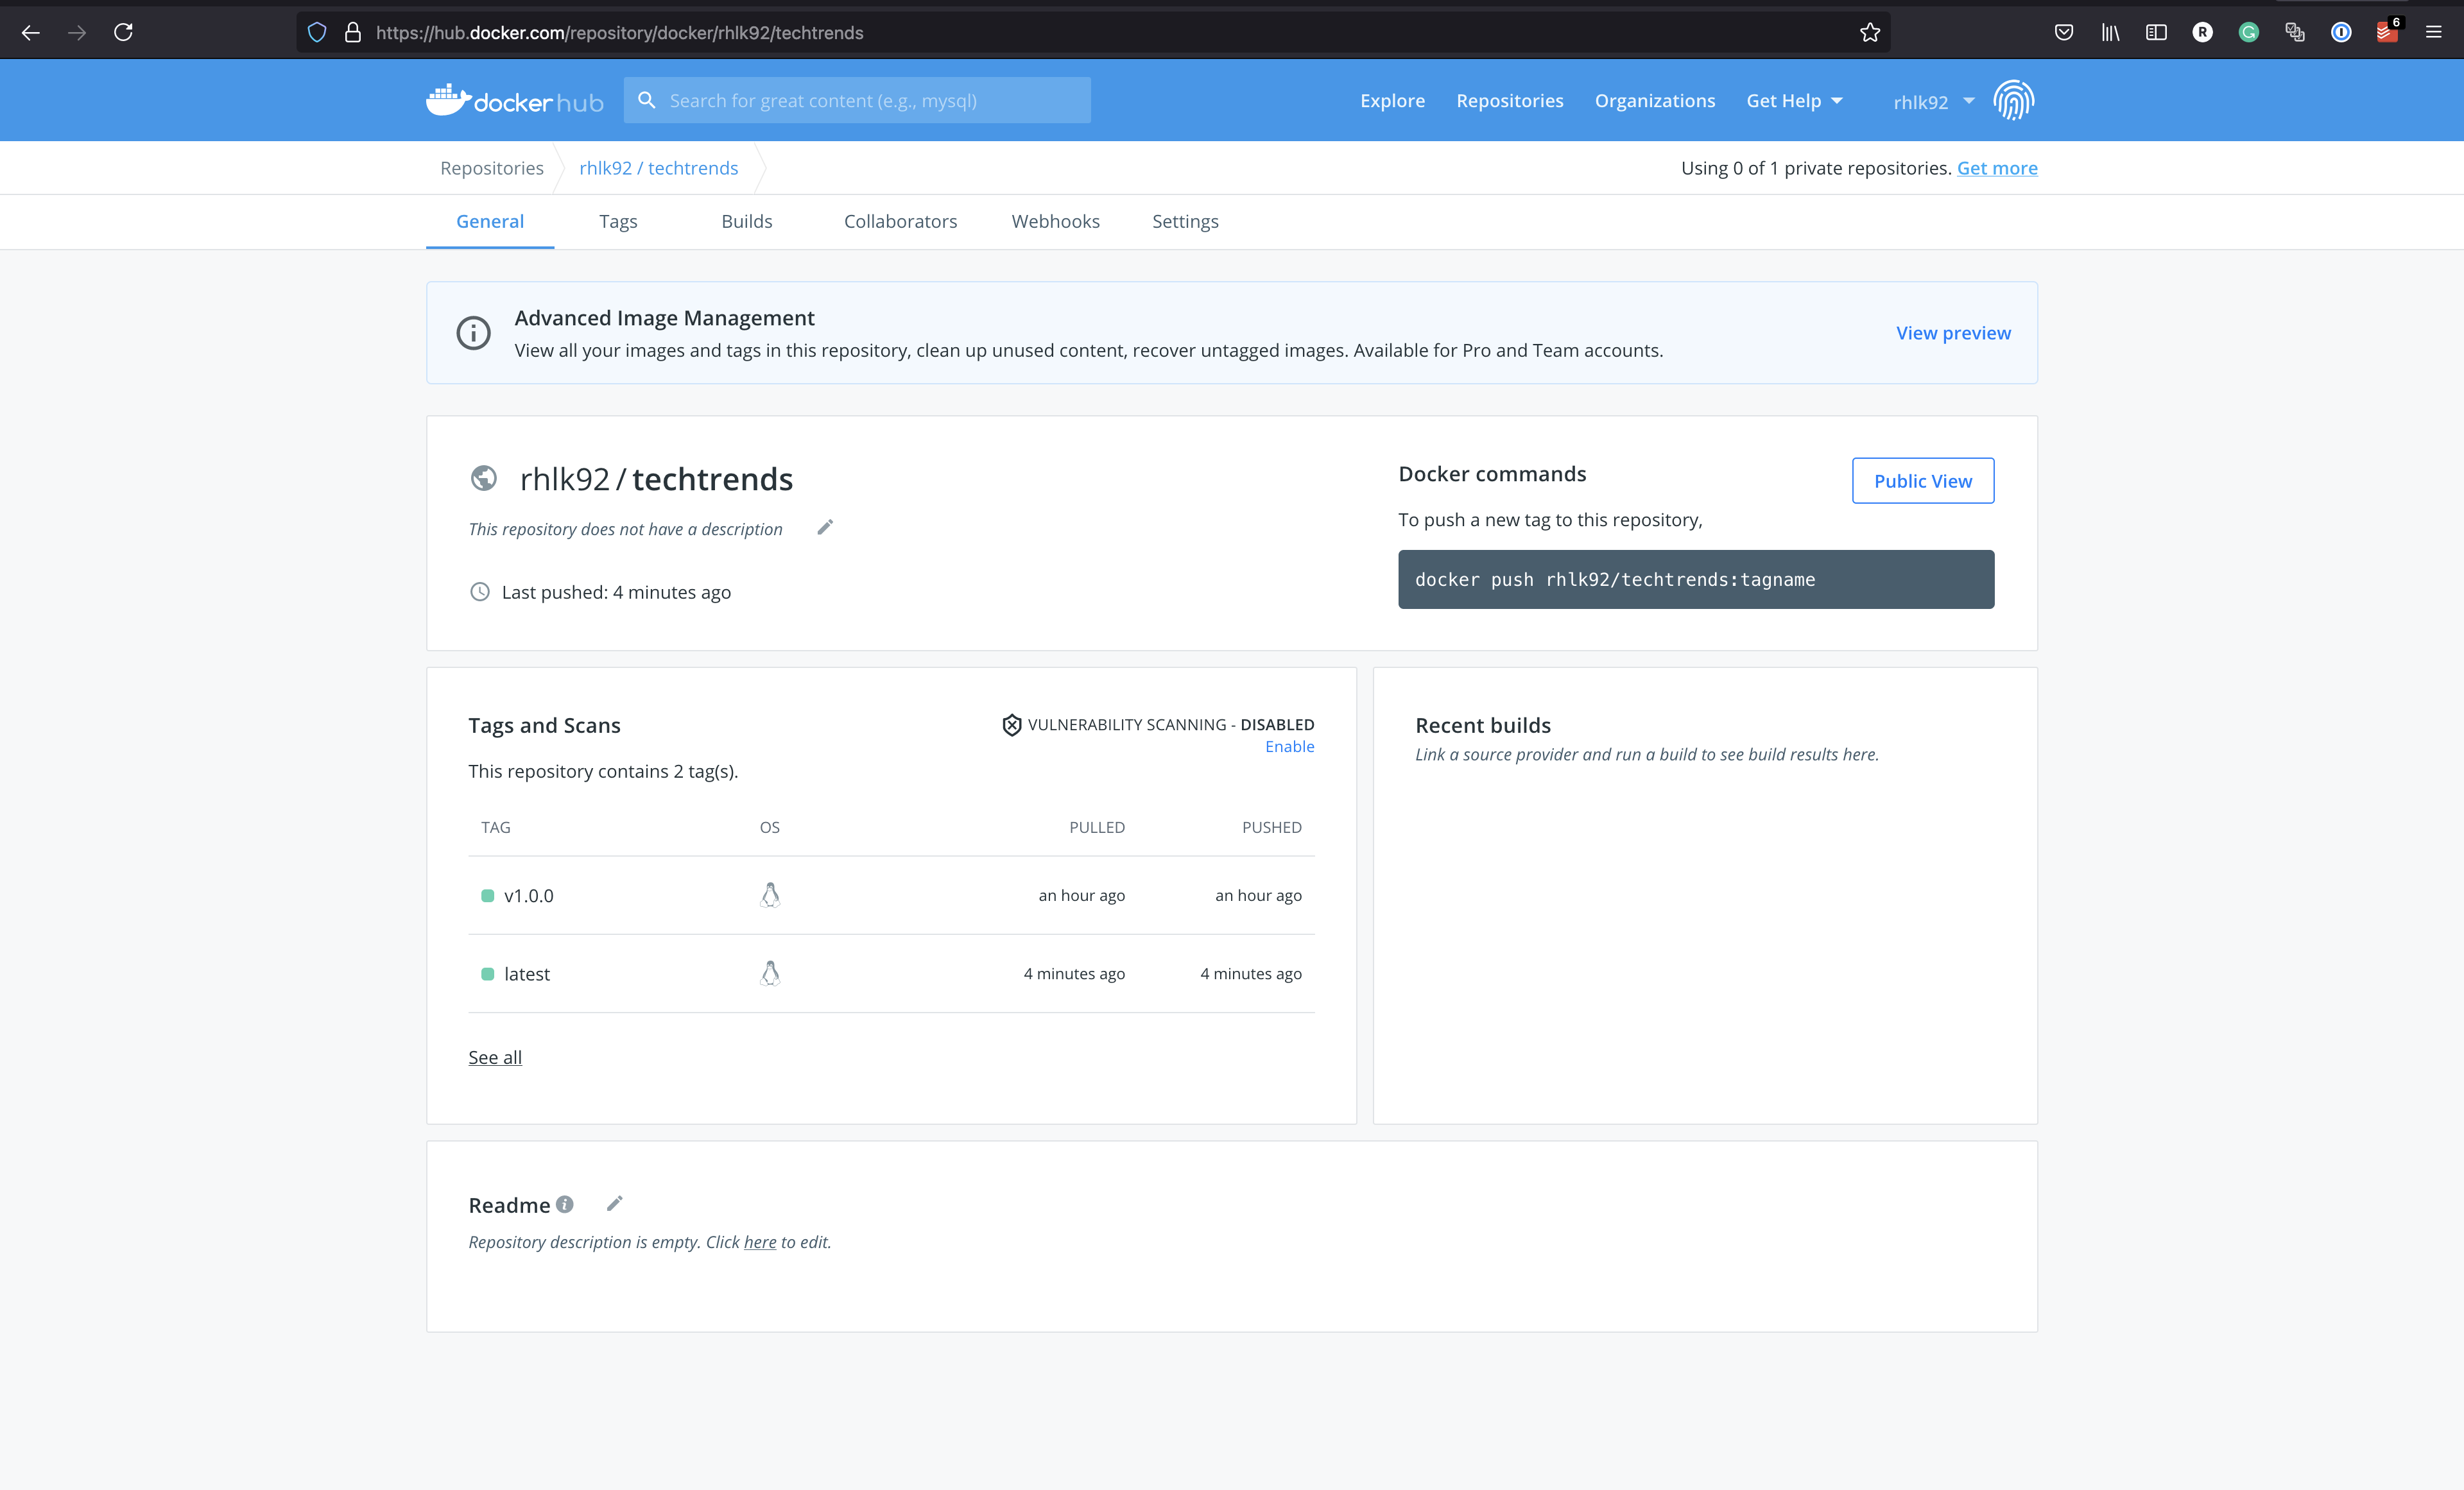 https://hub.docker.com/repository/docker/rhlk92/techtrends
6
docker hub
Search for great content (e.g., mysql)
Explore
Repositories
Organizations
Get Help
rhlk92
Repositories
rhlk92 / techtrends
Using 0 of 1 private repositories. Get more
General
Tags
Builds
Collaborators
Webhooks
Settings
Advanced Image Management
View all your images and tags in this repository, clean up unused content, recover untagged images. Available for Pro and Team accounts.
View preview
rhlk92 / techtrends
This repository does not have a description
Last pushed: 4 minutes ago
Docker commands
Public View
To push a new tag to this repository,
docker push rhlk92/techtrends:tagname
Tags and Scans
VULNERABILITY SCANNING - DISABLED
Enable
This repository contains 2 tag(s).
TAG OS PULLED PUSHED
v1.0.0 an hour ago an hour ago
latest 4 minutes ago 4 minutes ago
See all
Recent builds
Link a source provider and run a build to see build results here.
Readme
Repository description is empty. Click here to edit.